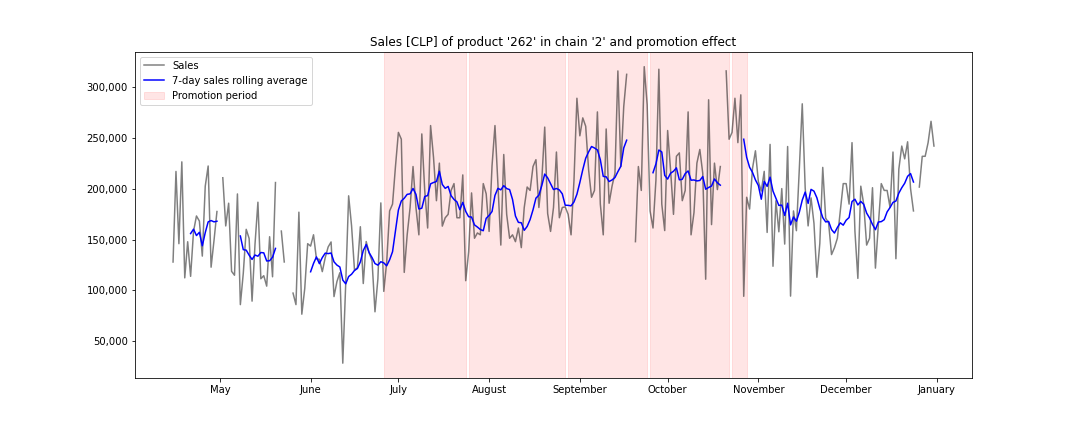 Sales [CLP] of product '262' in chain '2' and promotion effect
Sales
7-day sales rolling average
Promotion period
300,000
250,000
200,000
150,000
100,000
50,000
May June July August September October November December January